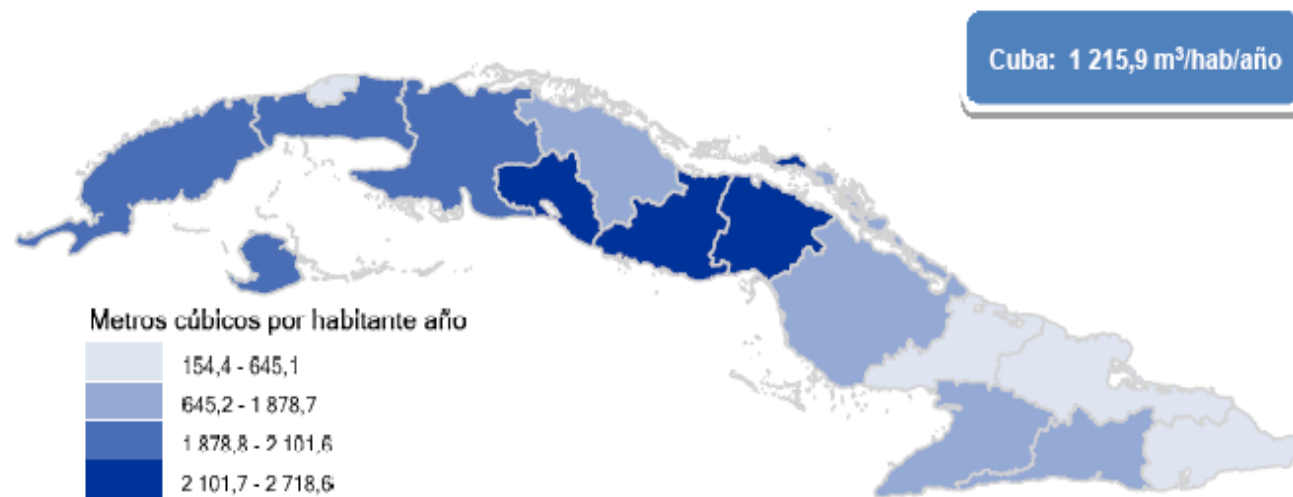 Cuba: 1 215,9 m³/hab/año
Metros cúbicos por habitante año
154,4 - 645,1
645,2 - 1 878,7
1 878,8 - 2 101,6
2 101,7 - 2 718,6